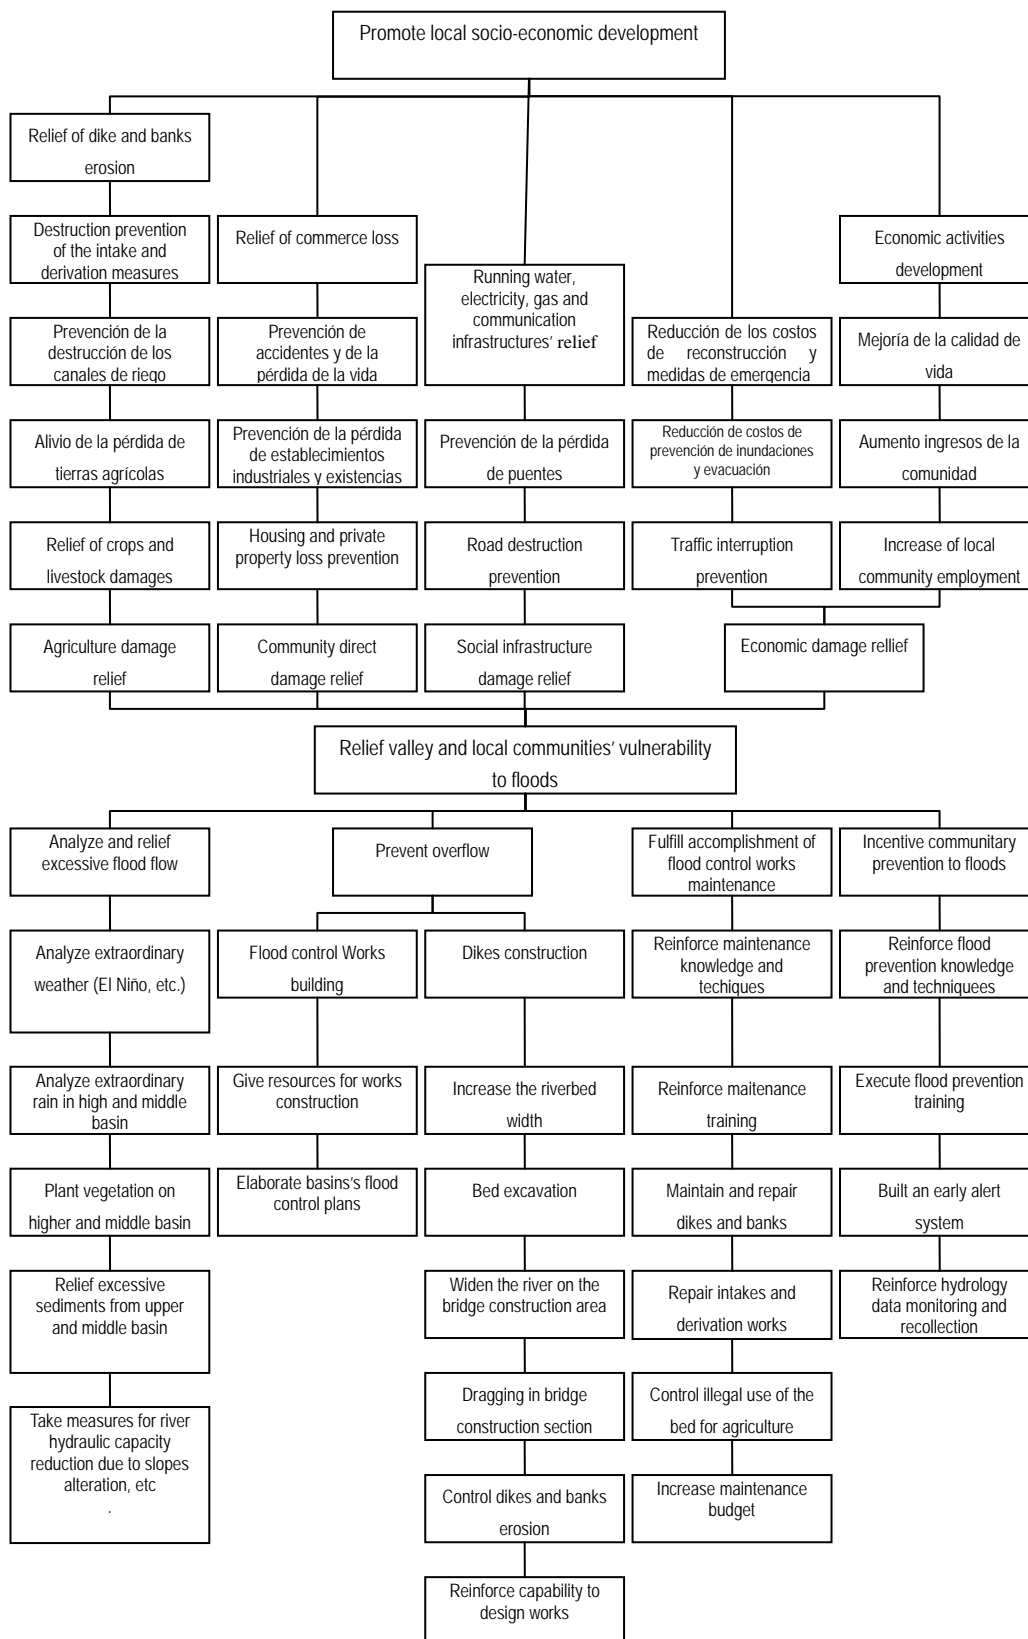 Promote local socio-economic development
Relief of dike and banks
erosion
Destruction prevention
of the intake and
derivation measures
Relief of commerce loss
Running water,
electricity, gas and
communication
infrastructures' relief
Economic activities
development
Prevención de la
destrucción de los
canales de riego
Prevención de
accidentes y de la
pérdida de la vida
Reducción de los costos
de reconstrucción y
medidas de emergencia
Mejoría de la calidad de
vida
Alivio de la pérdida de
tierras agrícolas
Prevención de la pérdida
de establecimientos
industriales y existencias
Prevención de la pérdida
de puentes
Reducción de costos de
prevención de inundaciones
y evacuación
Aumento ingresos de la
comunidad
Relief of crops and
livestock damages
Housing and private
property loss prevention
Road destruction
prevention
Traffic interruption
prevention
Increase of local
community employment
Agriculture damage
relief
Community direct
damage relief
Social infrastructure
damage relief
Economic damage rellief
Relief valley and local communities' vulnerability
to floods
Analyze and relief
excessive flood flow
Prevent overflow
Fulfill accomplishment of
flood control works
maintenance
Incentive communitary
prevention to floods
Analyze extraordinary
weather (El Niño, etc.)
Flood control Works
building
Dikes construction
Reinforce maintenance
knowledge and
techiques
Reinforce flood
prevention knowledge
and techniquees
Analyze extraordinary
rain in high and middle
basin
Give resources for works
construction
Increase the riverbed
width
Reinforce maitenance
training
Execute flood prevention
training
Plant vegetation on
higher and middle basin
Elaborate basins's flood
control plans
Bed excavation
Maintain and repair
dikes and banks
Built an early alert
system
Relief excessive
sediments from upper
and middle basin
Widen the river on the
bridge construction area
Repair intakes and
derivation works
Reinforce hydrology
data monitoring and
recollection
Take measures for river
hydraulic capacity
reduction due to slopes
alteration, etc
.
Dragging in bridge
construction section
Control illegal use of the
bed for agriculture
Control dikes and banks
erosion
Increase maintenance
budget
Reinforce capability to
design works